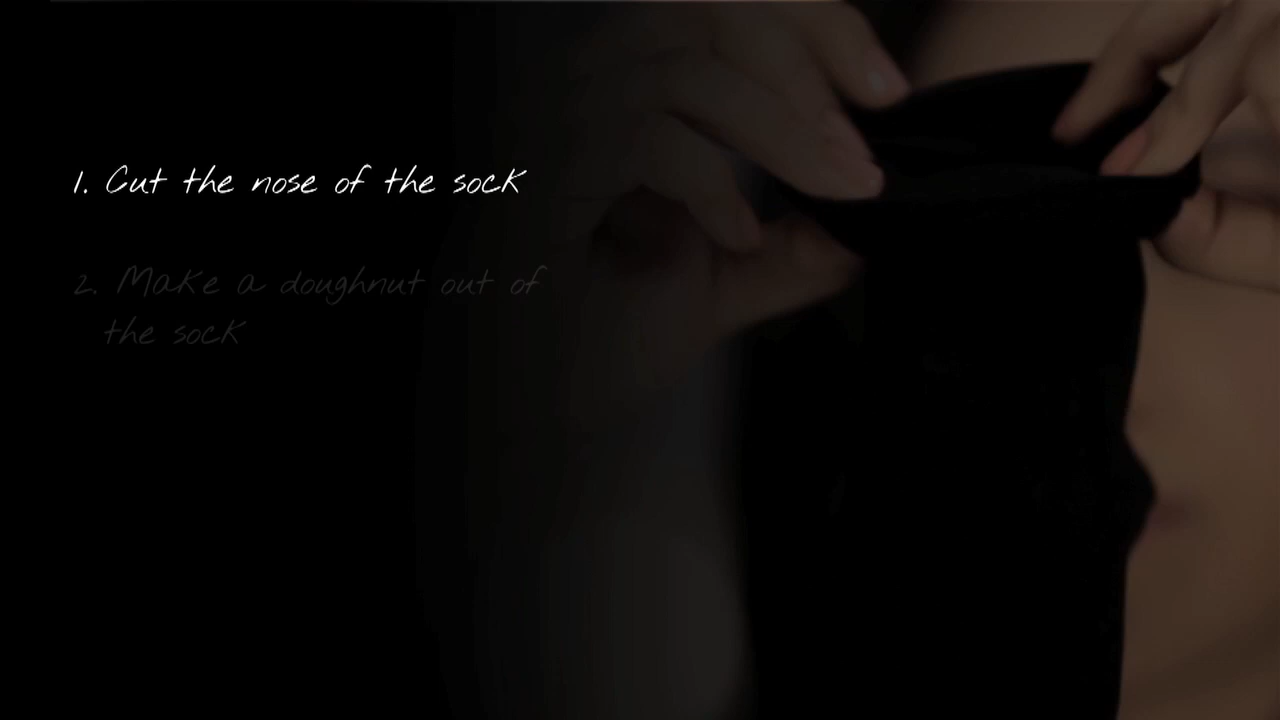 1. Cut the nose of the sock
2. Make a doughnut out of
the sock